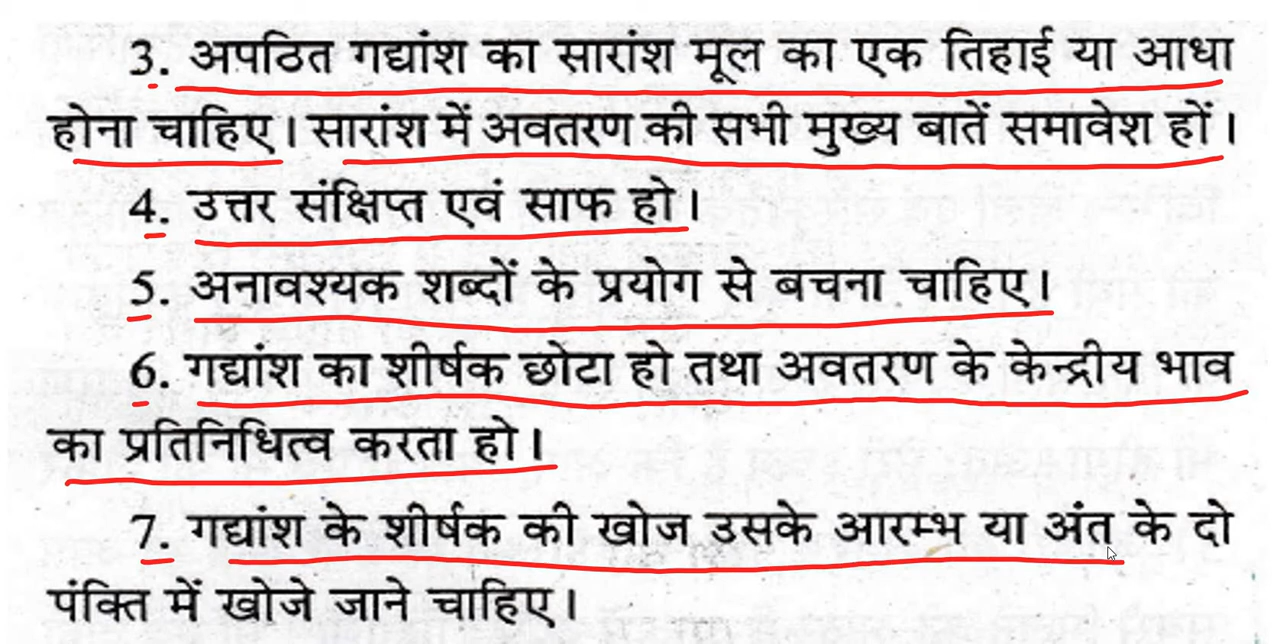 3. अपठित गद्यांश का सारांश मूल का एक तिहाई या आधा
होना चाहिए। सारांश में अवतरण की सभी मुख्य बातें समावेश हों।
4. उत्तर संक्षिप्त एवं साफ हो।
5. अनावश्यक शब्दों के प्रयोग से बचना चाहिए।
6. गद्यांश का शीर्षक छोटा हो तथा अवतरण के केन्द्रीय भाव
का प्रतिनिधित्व करता हो।
7. गद्यांश के शीर्षक की खोज उसके आरम्भ या अंत के दो
पंक्ति में खोजे जाने चाहिए।